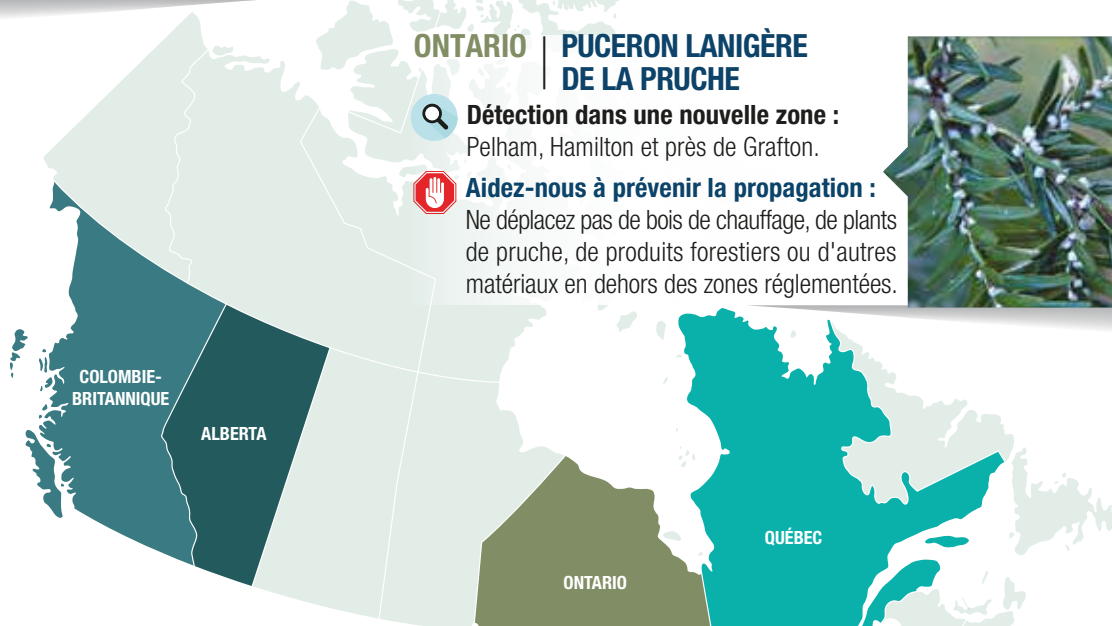 ONTARIO
PUCERON LANIGÈRE
DE LA PRUCHE
Détection dans une nouvelle zone :
Pelham, Hamilton et près de Grafton.
Aidez-nous à prévenir la propagation :
Ne déplacez pas de bois de chauffage, de plants
de pruche, de produits forestiers ou d'autres
matériaux en dehors des zones réglementées.
COLOMBIE-
BRITANNIQUE
ALBERTA
ONTARIO
QUÉBEC